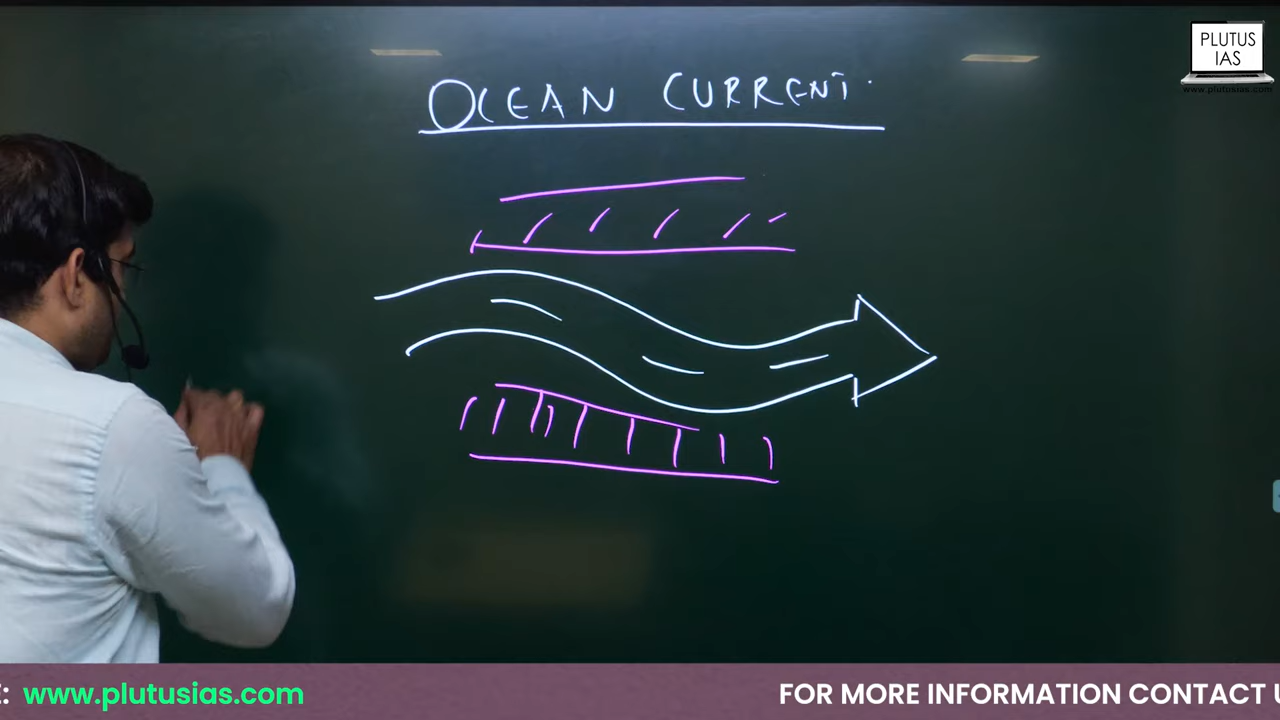 PLUTUS
IAS
www.plutusias.com
OCEAN CURRENT.
E: www.plutusias.com
FOR MORE INFORMATION CONTACT U